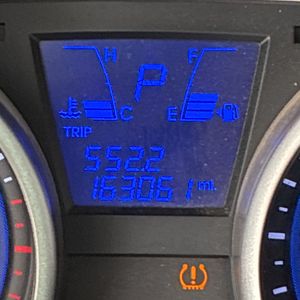 H F
P
C E
TRIP
552.2
163061 mi.